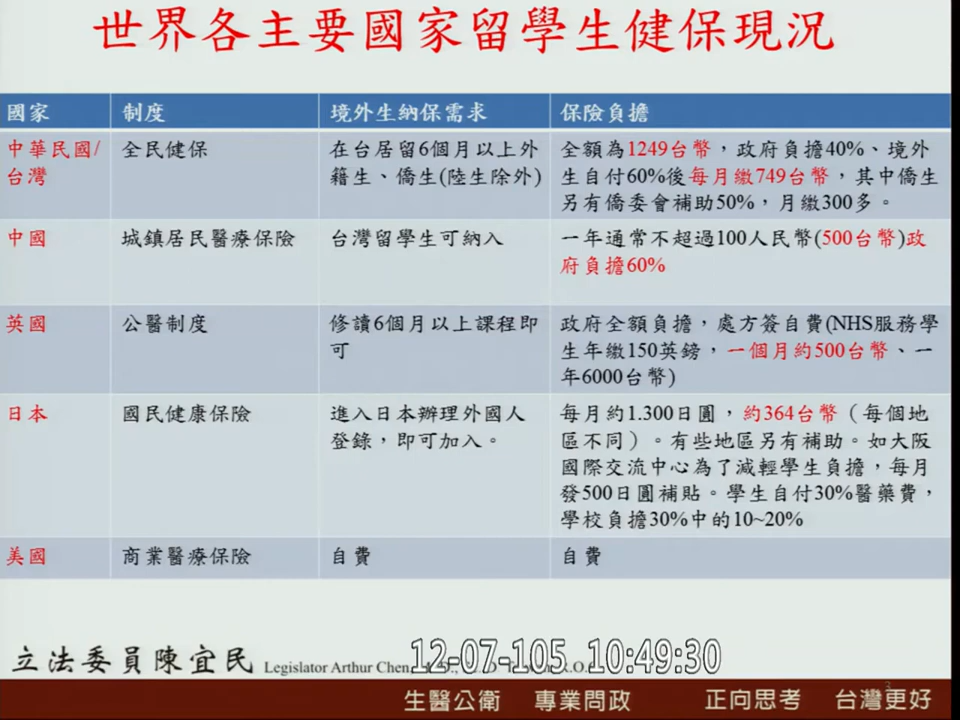 世界各主要國家留學生健保現況
國家 制度 境外生納保需求 保險負擔
中華民國/
台灣
全民健保
在台居留6個月以上外
籍生、僑生(陸生除外)
全額為1249台幣，政府負擔40%、境外
生自付60%後每月繳749台幣，其中僑生
另有僑委會補助50%，月繳300多。
中國
城鎮居民醫療保險
台灣留學生可納入
一年通常不超過100人民幣(500台幣)政
府負擔60%
英國
公醫制度
修讀6個月以上課程即
可
政府全額負擔，處方簽自費(NHS服務學
生年繳150英鎊，一個月約500台幣、一
年6000台幣)
日本
國民健康保險
進入日本辦理外國人
登錄，即可加入。
每月約1.300日圓，約364台幣（每個地
區不同）。有些地區另有補助。如大阪
國際交流中心為了減輕學生負擔，每月
發500日圓補貼。學生自付30%醫藥費，
學校負擔30%中的10~20%
美國
商業醫療保險
自費
自費
立法委員陳宜民 Legislator Arthur Chen
12-07-105 10:49:30
3
生醫公衛 專業問政 正向思考 台灣更好